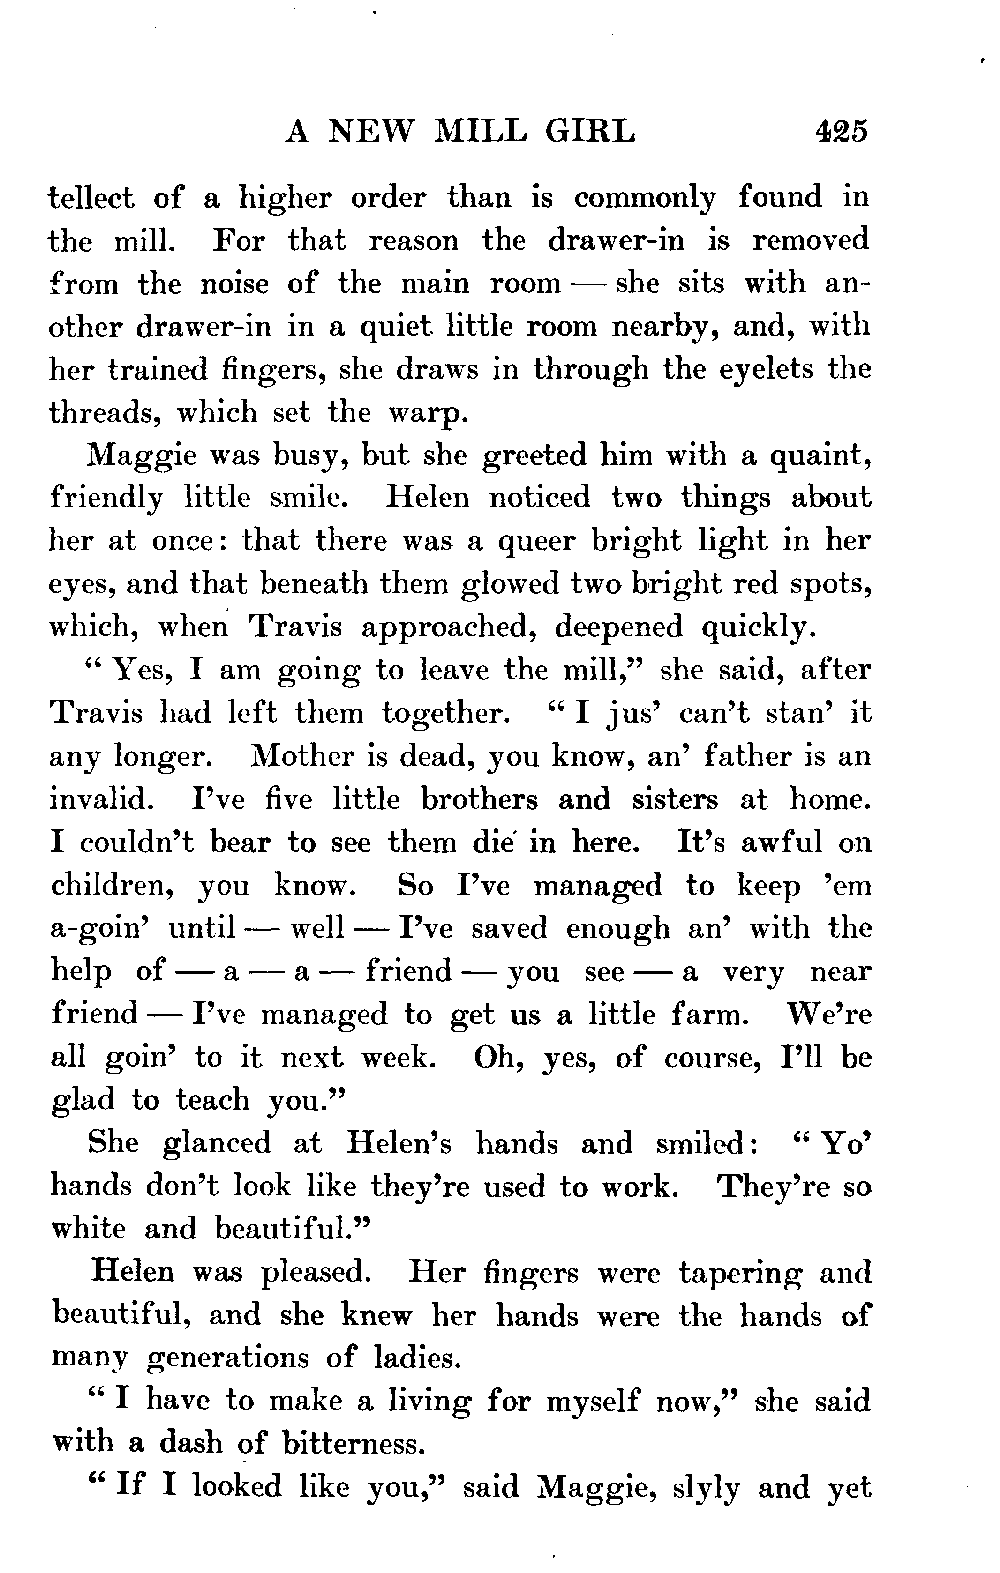 A NEW MILL GIRL 425
tellect of a higher order than is commonly found in
the mill. For that reason the drawer-in is removed
from the noise of the main room — she sits with an-
other drawer-in in a quiet little room nearby, and, with
her trained fingers, she draws in through the eyelets the
threads, which set the warp.
Maggie was busy, but she greeted him with a quaint,
friendly little smile. Helen noticed two things about
her at once: that there was a queer bright light in her
eyes, and that beneath them glowed two bright red spots,
which, when Travis approached, deepened quickly.
“ Yes, I am going to leave the mill,” she said, after
Travis had left them together. “ I jus’ can’t stan’ it
any longer. Mother is dead, you know, an’ father is an
invalid. I’ve five little brothers and sisters at home.
I couldn’t bear to see them die in here. It’s awful on
children, you know. So I’ve managed to keep ’em
a-goin’ until — well — I’ve saved enough an’ with the
help of — a — a — friend — you see — a very near
friend — I’ve managed to get us a little farm. We’re
all goin’ to it next week. Oh, yes, of course, I’ll be
glad to teach you.”
She glanced at Helen’s hands and smiled: “ Yo’
hands don’t look like they’re used to work. They’re so
white and beautiful.”
Helen was pleased. Her fingers were tapering and
beautiful, and she knew her hands were the hands of
many generations of ladies.
“ I have to make a living for myself now,” she said
with a dash of bitterness.
“ If I looked like you,” said Maggie, slyly and yet